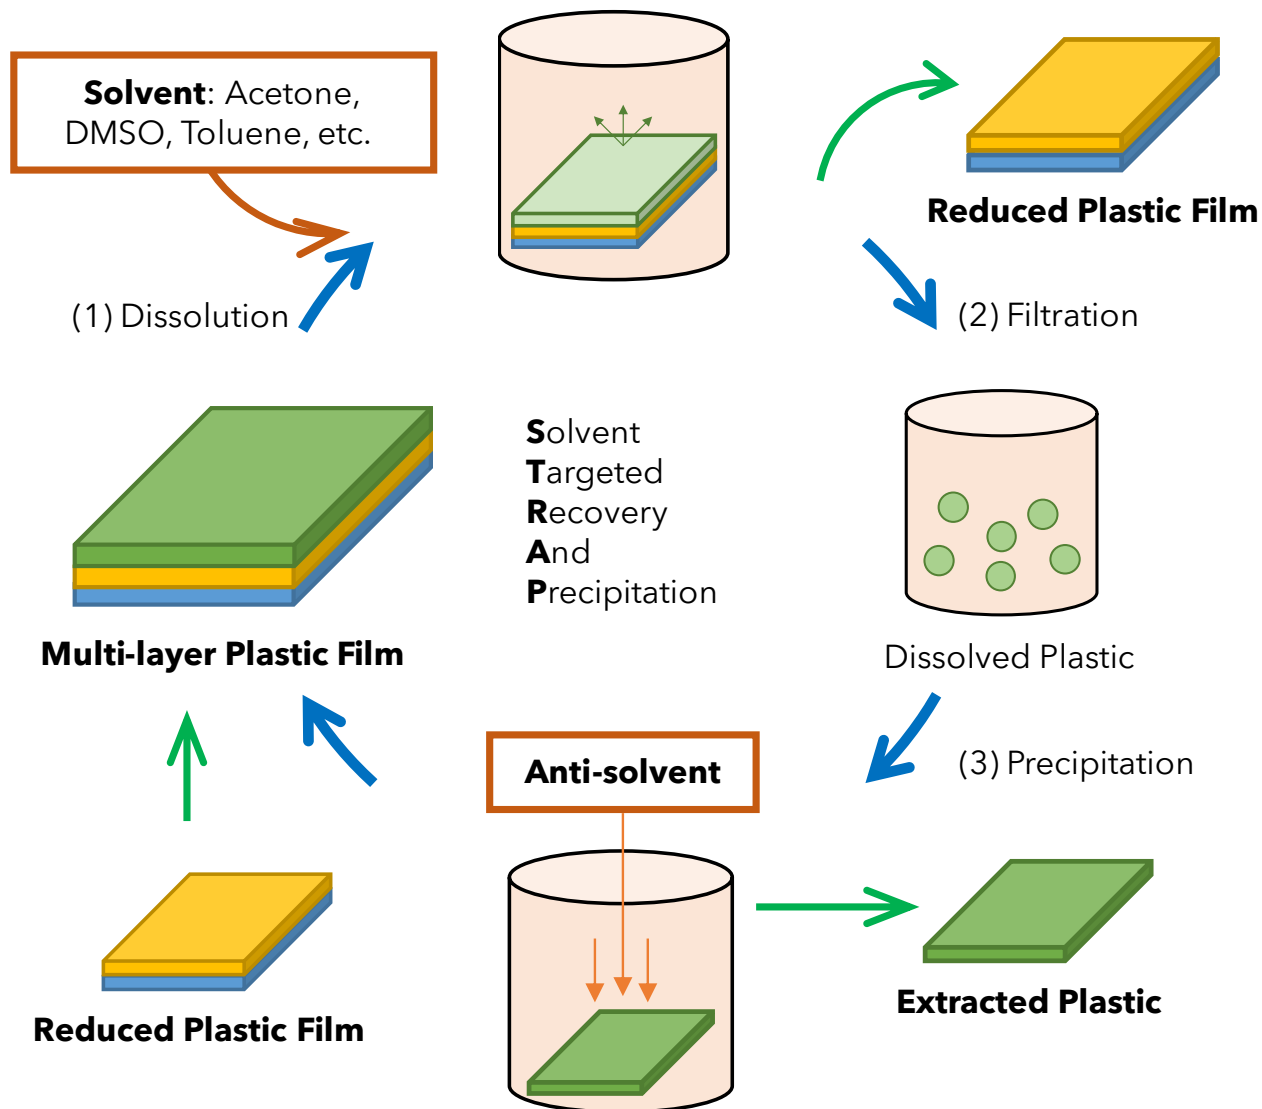 Solvent: Acetone,
DMSO, Toluene, etc.
Reduced Plastic Film
(1) Dissolution
(2) Filtration
Solvent
Targeted
Recovery
And
Precipitation
Multi-layer Plastic Film
Dissolved Plastic
Anti-solvent
(3) Precipitation
Reduced Plastic Film
Extracted Plastic